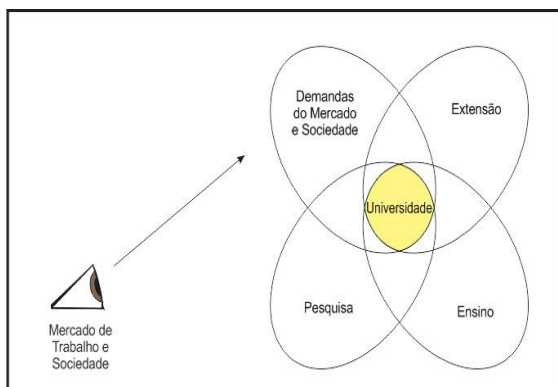 Demandas
do Mercado
e Sociedade
Extensão
Universidade
Pesquisa
Ensino
Mercado de
Trabalho e
Sociedade